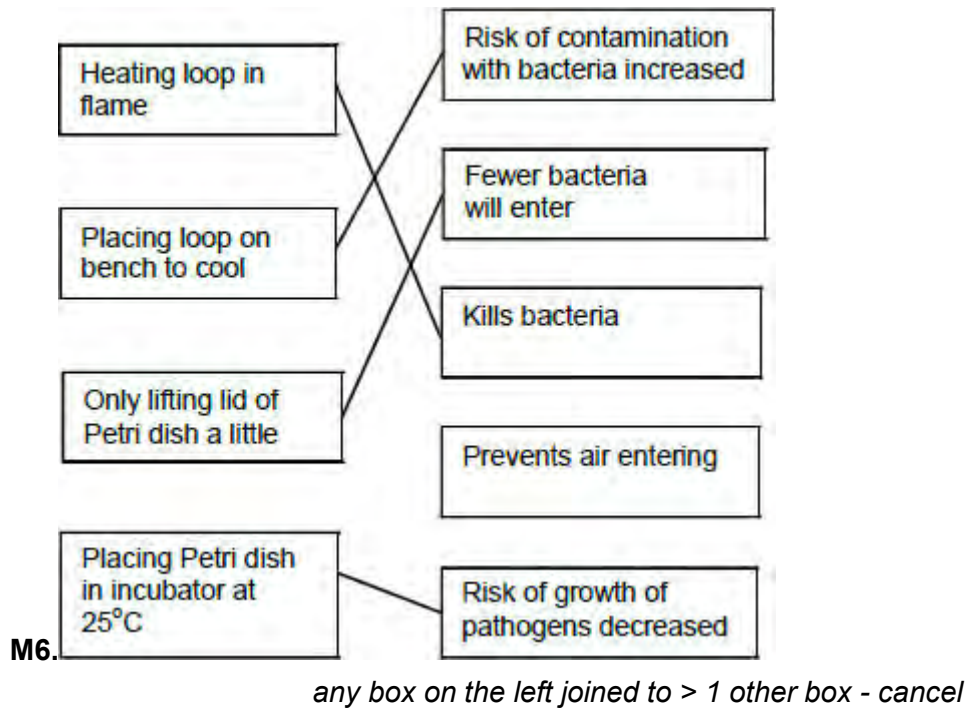 Heating loop in
flame
Placing loop on
bench to cool
Only lifting lid of
Petri dish a little
Placing Petri dish
in incubator at
25°C
Risk of contamination
with bacteria increased
Fewer bacteria
will enter
Kills bacteria
Prevents air entering
Risk of growth of
pathogens decreased
M6.
any box on the left joined to > 1 other box - cancel